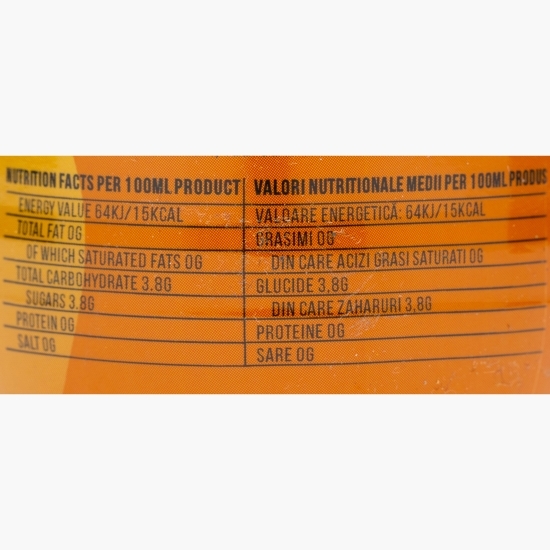 NUTRITION FACTS PER 100ML PRODUCT
ENERGY VALUE 64KJ/15KCAL
TOTAL FAT 0G
OF WHICH SATURATED FATS 0G
TOTAL CARBOHYDRATE 3.8G
SUGARS 3.8G
PROTEIN 0G
SALT 0G
VALORI NUTRITIONALE MEDII PER 100ML PRODUS
VALOARE ENERGETICĂ: 64KJ/15KCAL
GRASIMI 0G
DIN CARE ACIZI GRASI SATURATI 0G
GLUCIDE 3,8G
DIN CARE ZAHARURI 3,8G
PROTEINE 0G
SARE 0G